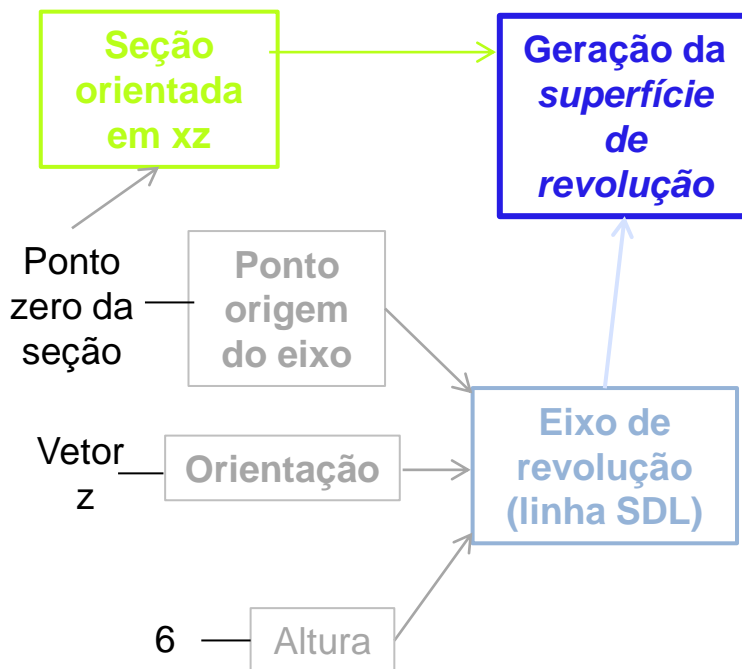 Seção
orientada
em xz
Geração da
superfície
de
revolução
Ponto
zero da
seção
Ponto
origem
do eixo
Vetor
z
Orientação
Eixo de
revolução
(linha SDL)
6
Altura